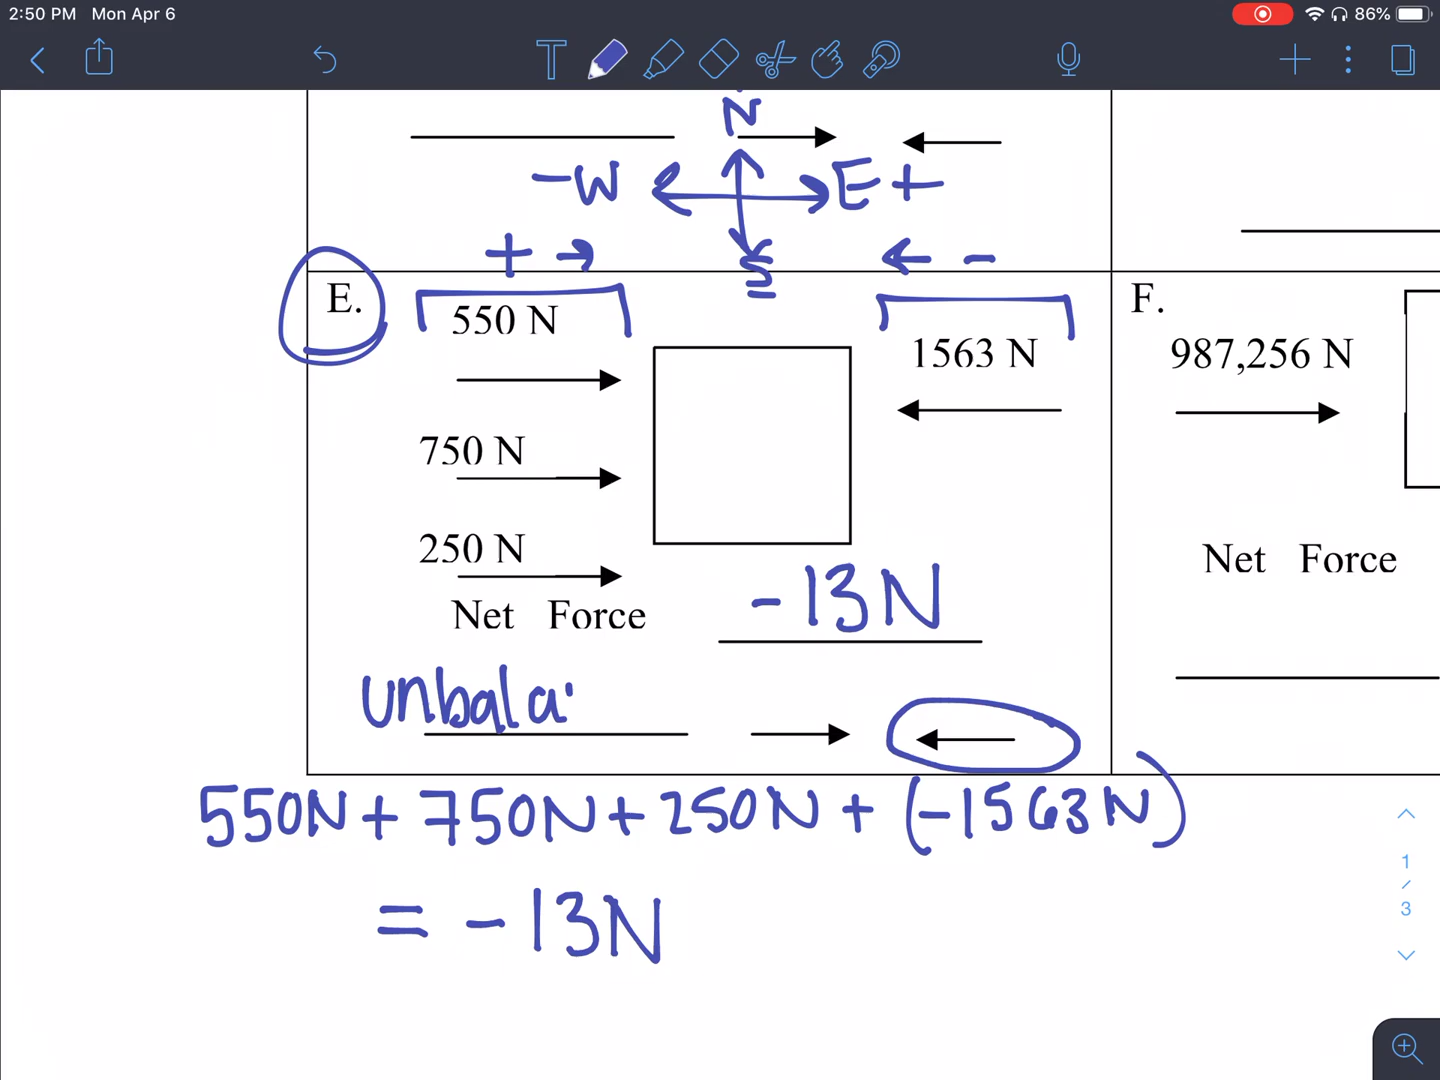 2:50 PM Mon Apr 6
86%
T
N
-W E+
+ → ← -
S
E.
550 N
1563 N
750 N
250 N
Net Force
-13N
unbala
F.
987,256 N
Net Force
550N + 750N + 250N + (-1563N)
= -13N
1
/
3